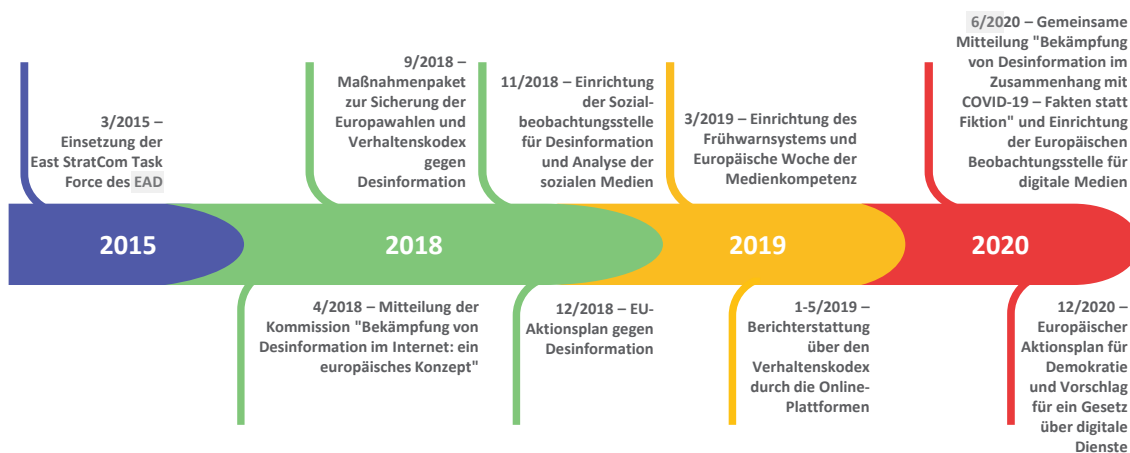 3/2015 –
Einsetzung der
East StratCom Task
Force des EAD
9/2018 –
Maßnahmenpaket
zur Sicherung der
Europawahlen und
Verhaltenskodex
gegen
Desinformation
11/2018 – Einrichtung
der Sozial-
beobachtungsstelle
für Desinformation
und Analyse der
sozialen Medien
3/2019 – Einrichtung des
Frühwarnsystems und
Europäische Woche der
Medienkompetenz
6/2020 – Gemeinsame
Mitteilung "Bekämpfung
von Desinformation im
Zusammenhang mit
COVID-19 – Fakten statt
Fiktion" und Einrichtung
der Europäischen
Beobachtungsstelle für
digitale Medien
2015
2018
2019
2020
4/2018 – Mitteilung der
Kommission "Bekämpfung von
Desinformation im Internet: ein
europäisches Konzept"
12/2018 – EU-
Aktionsplan gegen
Desinformation
1-5/2019 –
Berichterstattung
über den
Verhaltenskodex
durch die Online-
Plattformen
12/2020 –
Europäischer
Aktionsplan für
Demokratie
und Vorschlag
für ein Gesetz
über digitale
Dienste